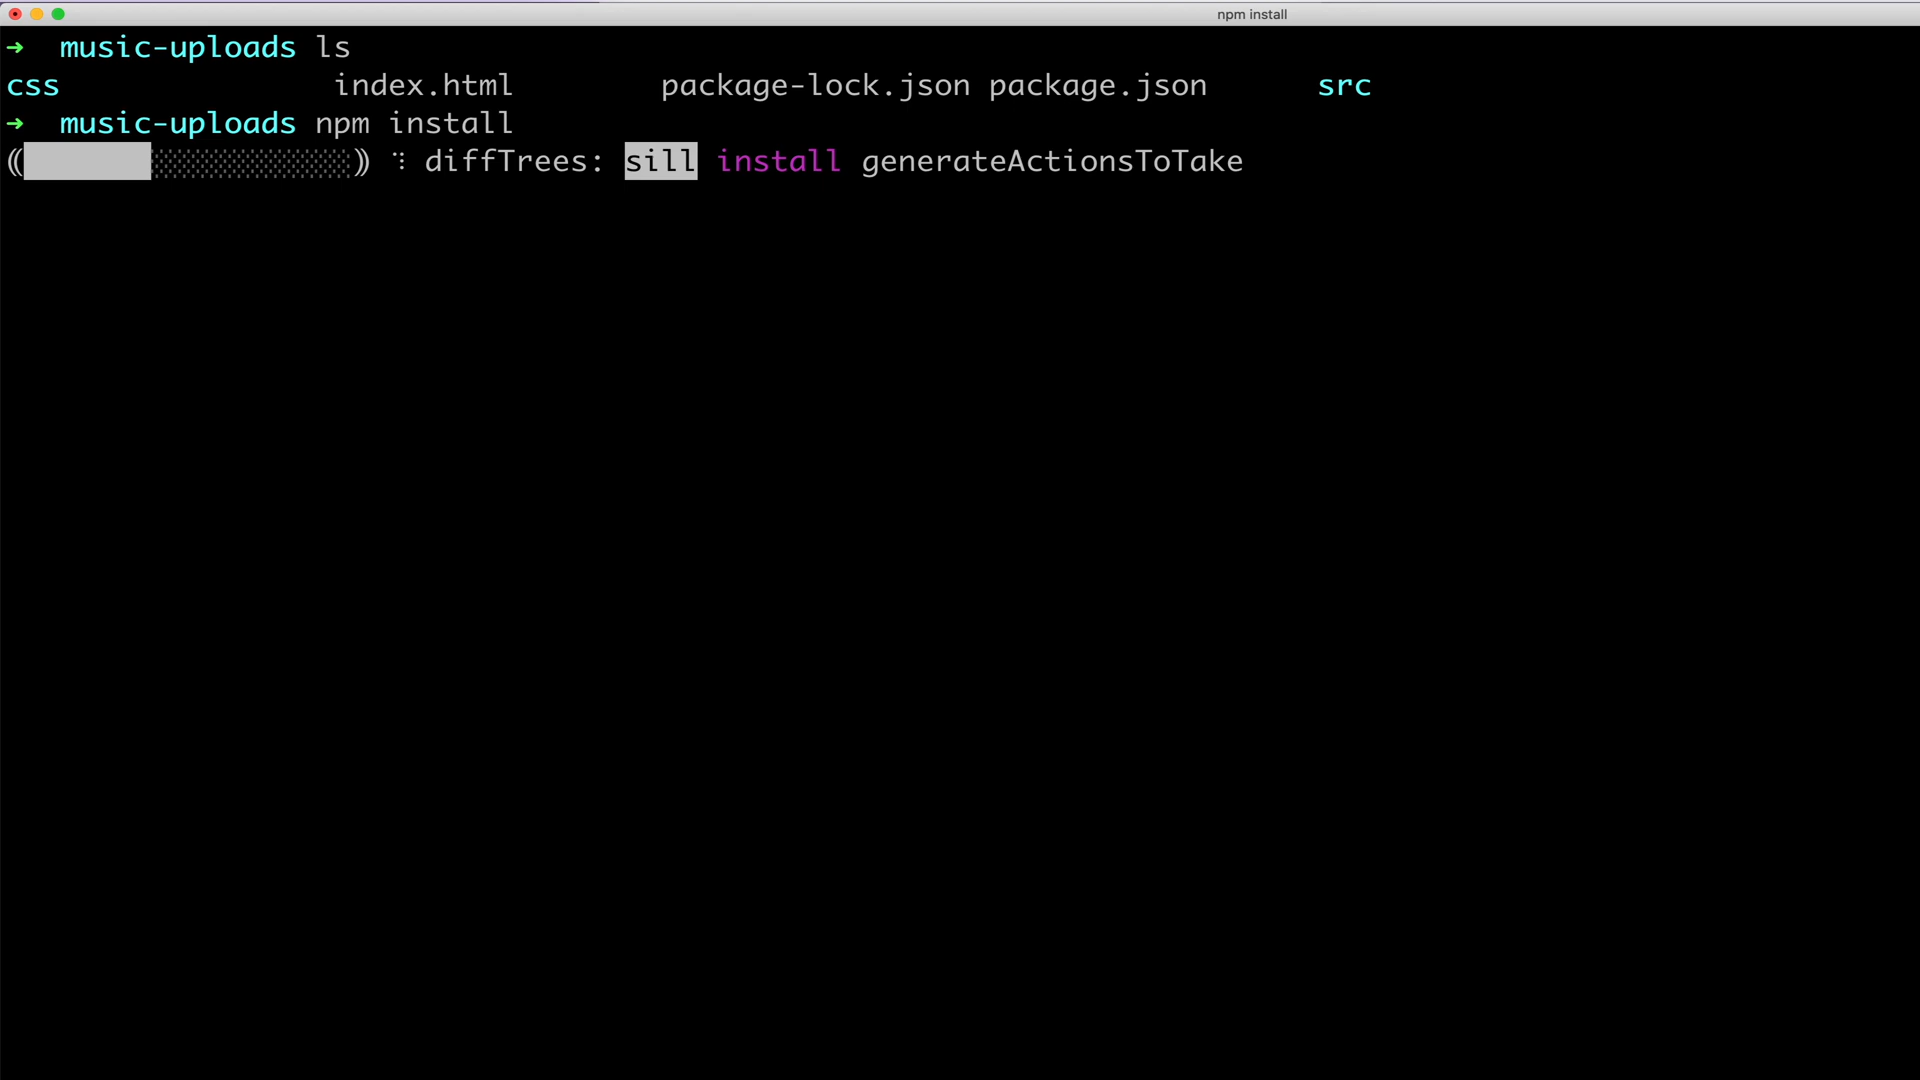 npm install
➜ music-uploads ls
css index.html package-lock.json package.json src
➜ music-uploads npm install
⸨███████░░░░░░░░░░░⸩ ⠹ diffTrees: sill install generateActionsToTake